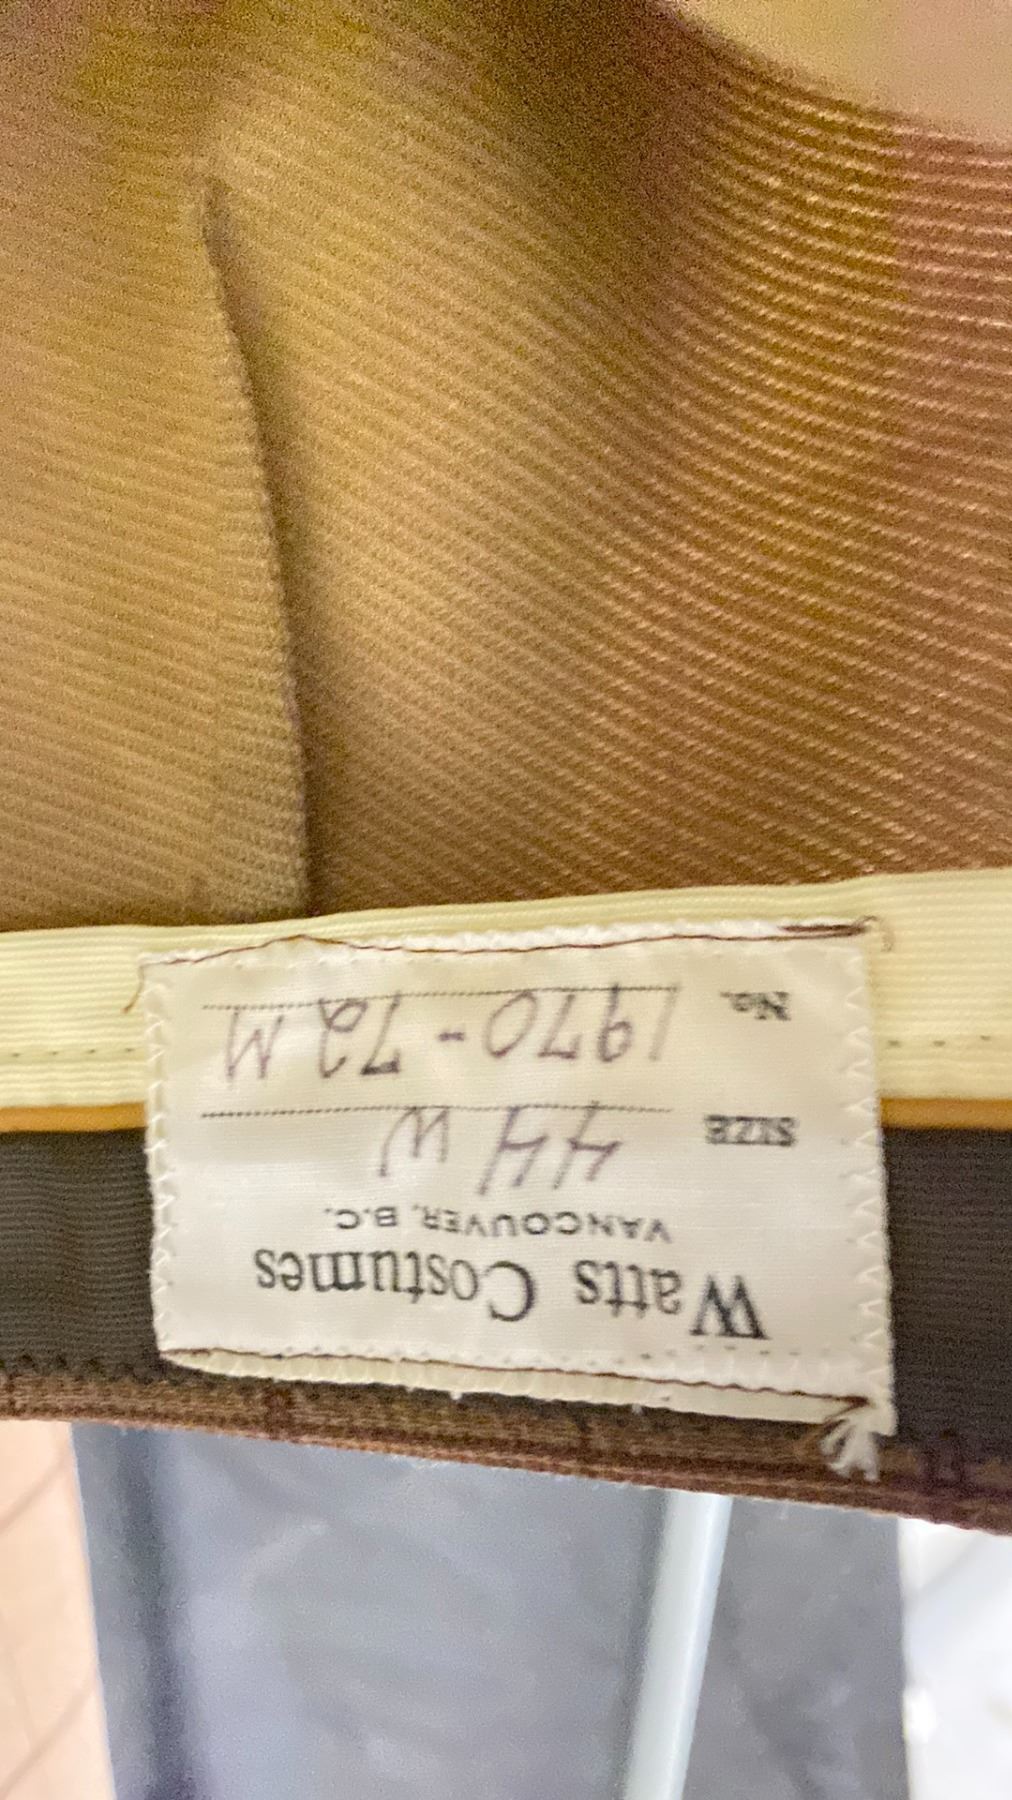 Watts Costumes
VANCOUVER, B.C.
SIZE 44 W
No. 1970-72 M